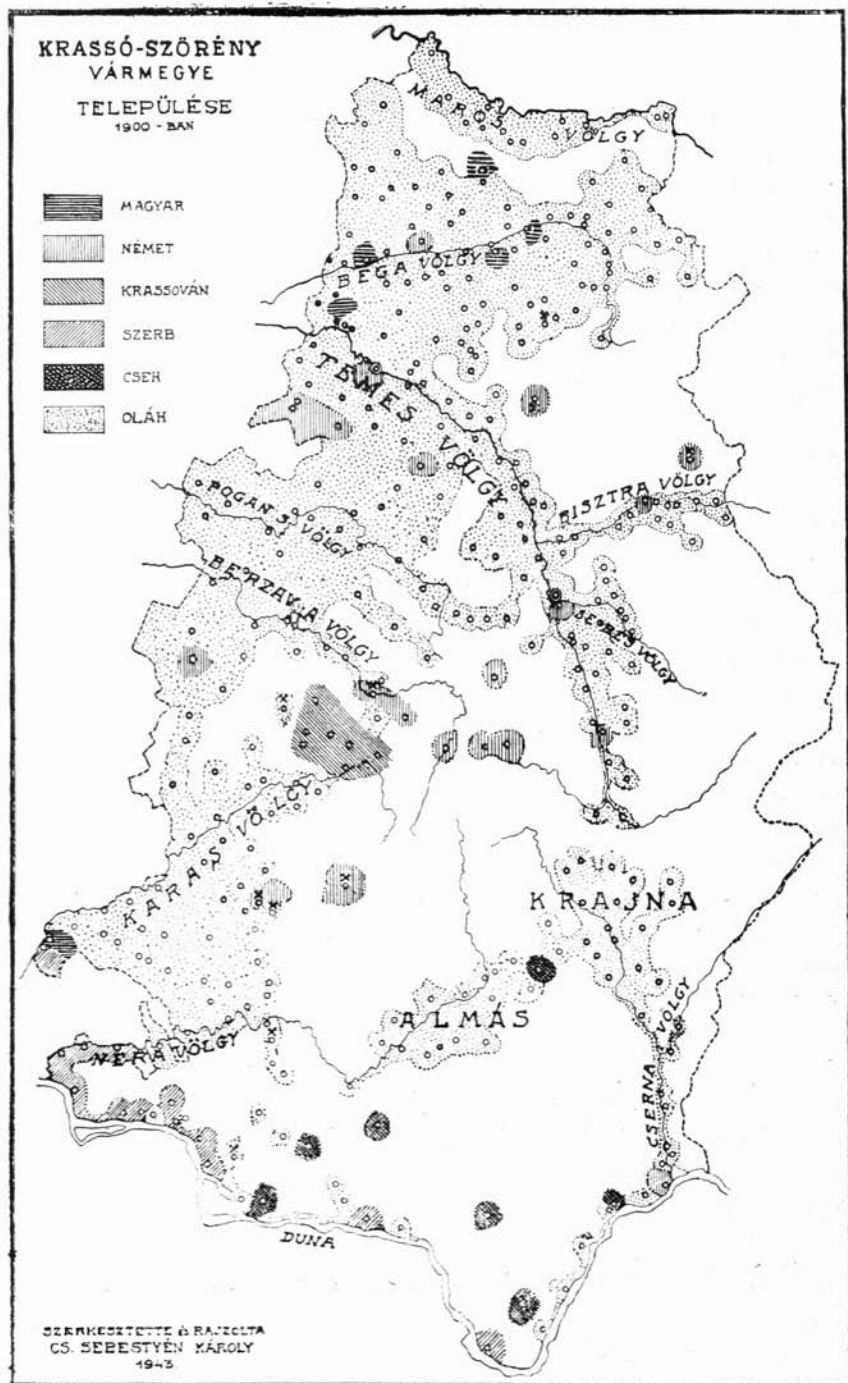 KRASSÓ-SZÖRÉNY
VÁRMEGYE
TELEPÜLÉSE
1900-BAN
MAGYAR
NÉMET
KRASSOVÁN
SZERB
CSEH
OLÁH
MAROS VÖLGY
BEGA VÖLGY
TEMES VÖLGY
BISZTRA VÖLGY
POGÁNYS VÖLGY
BERZAVA VÖLGY
SEBES VÖLGY
KARAS VÖLGY
KRAJNA
ALMÁS
NERA VÖLGY
CSERNA VÖLGY
DUNA
SZERKESZTETTE és RAJZOLTA
CS. SEBESTYÉN KÁROLY
1943